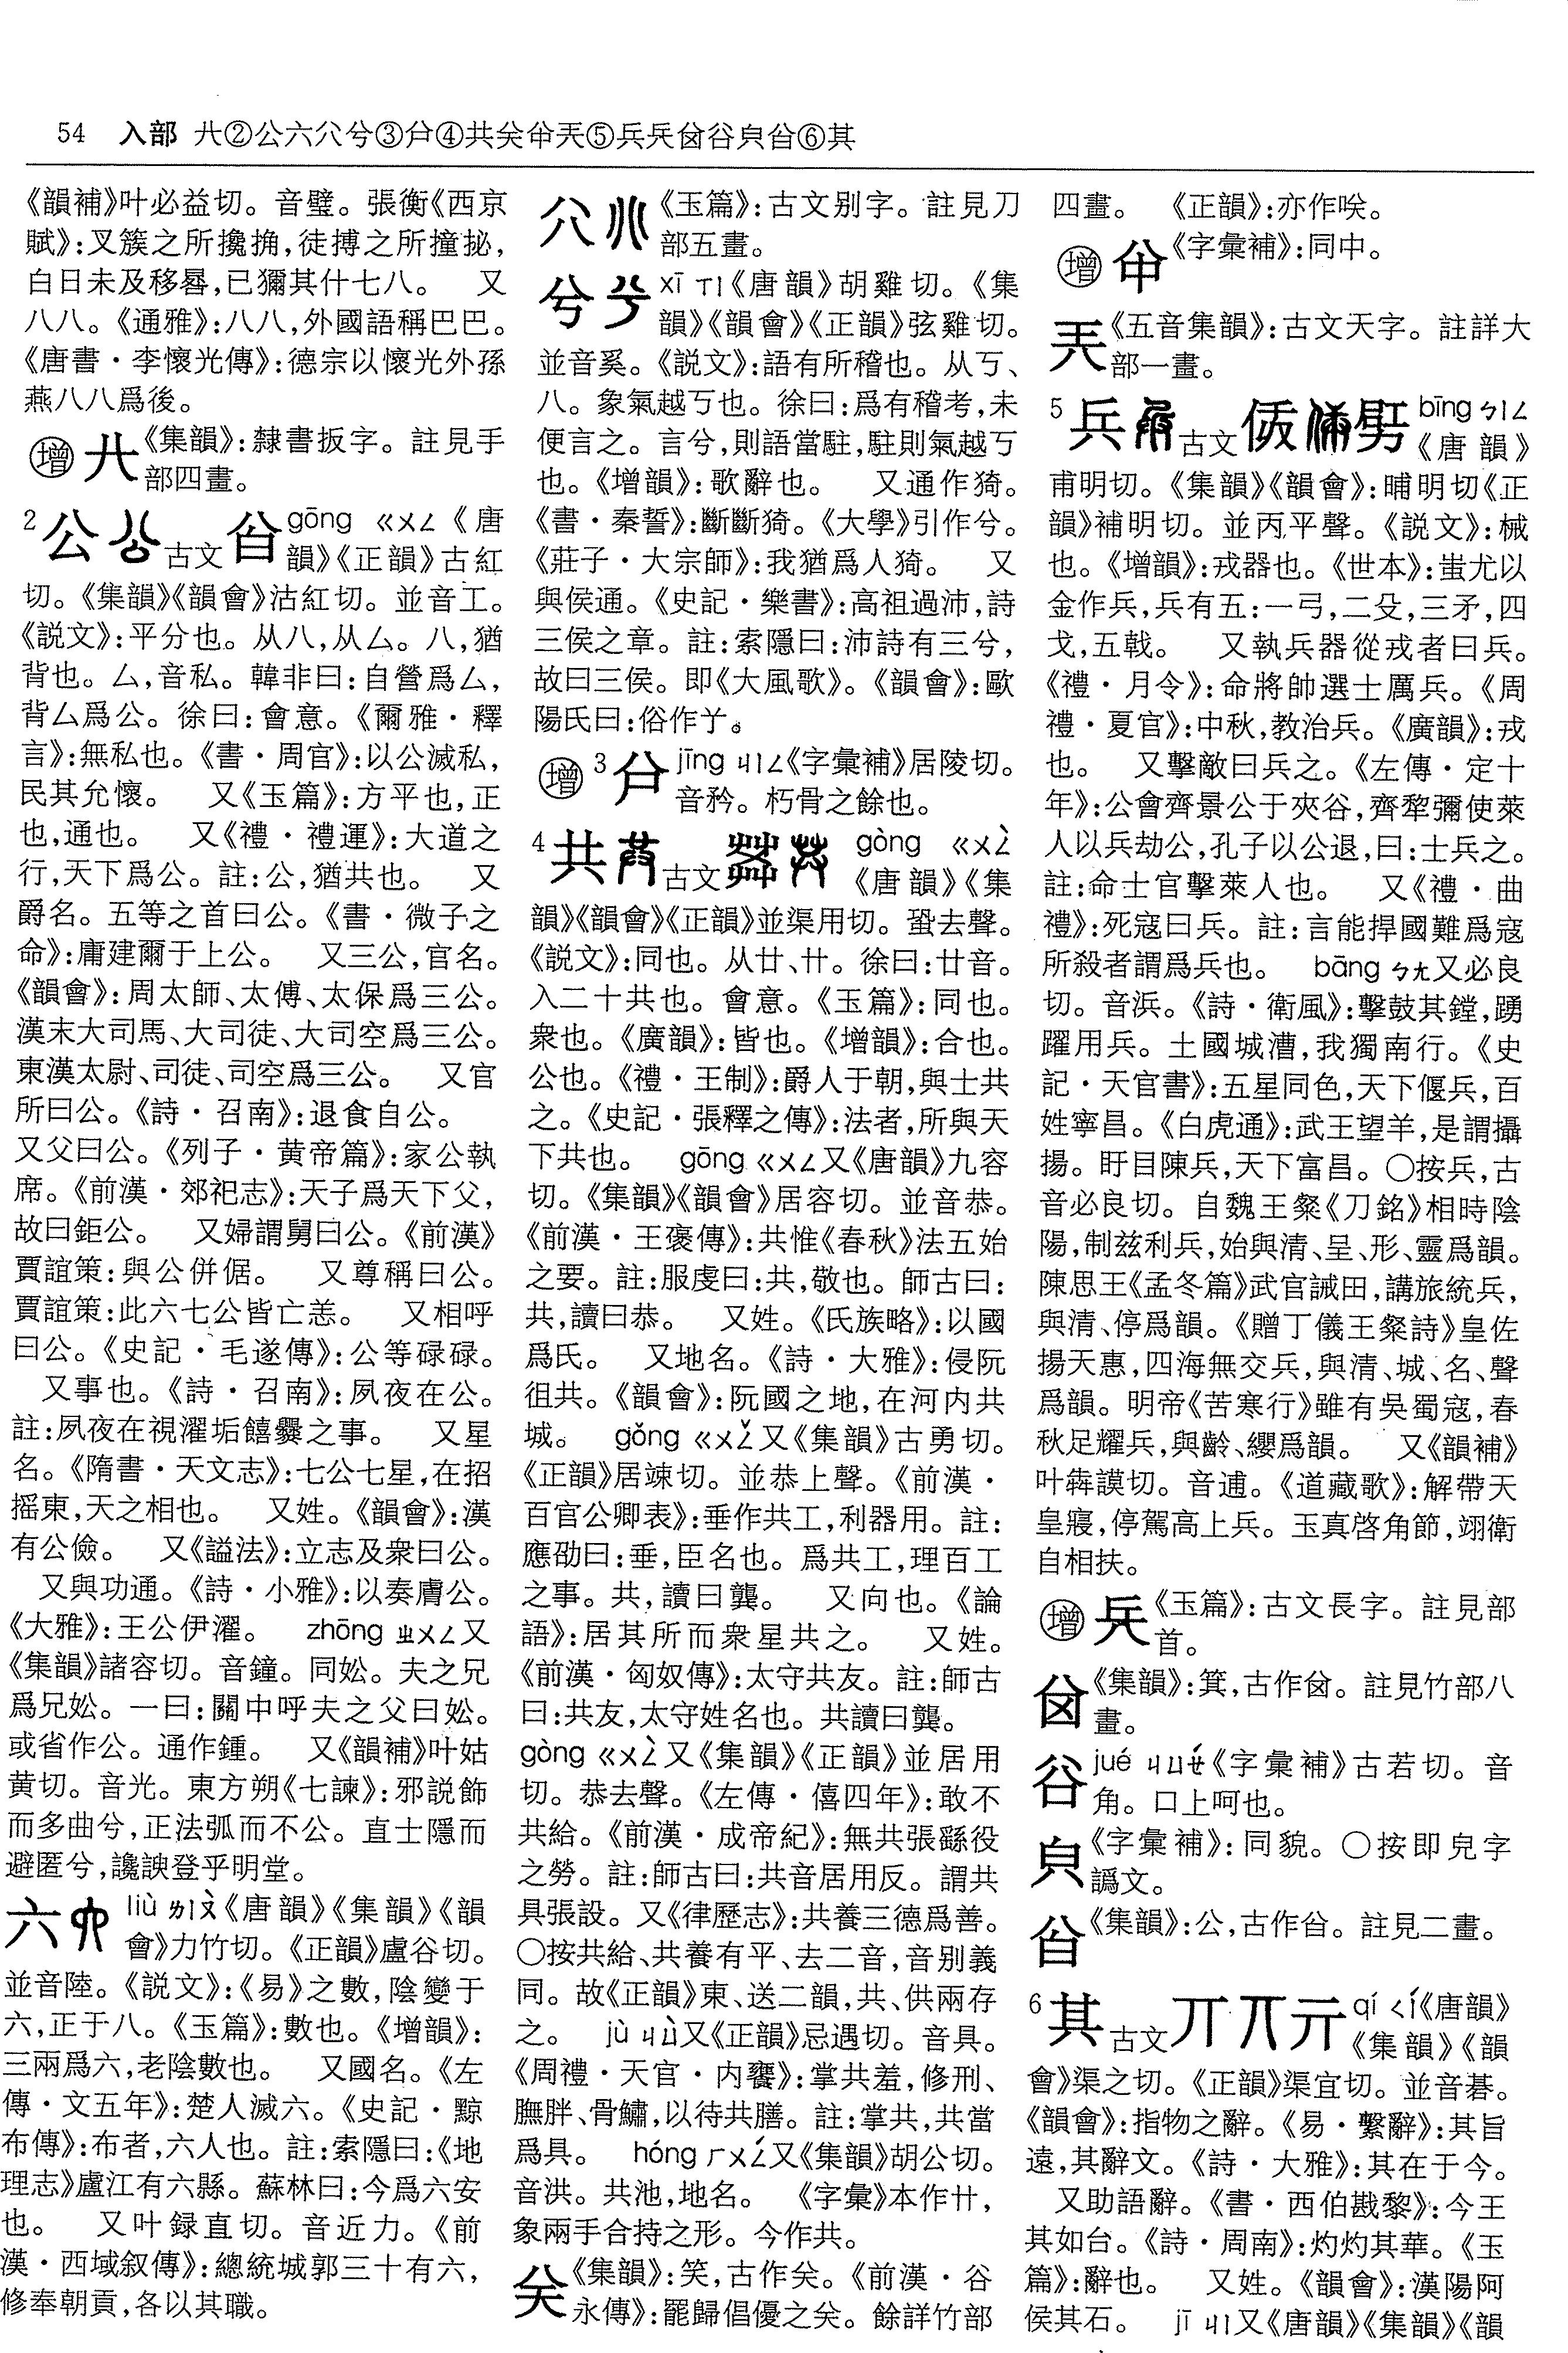 54 入部 𠔁②公六㕣兮③④共关⑤兵兲谷皃⑥其
《韻補》叶必益切。音璧。張衡《西京
賦》:叉簇之所攙捔,徒搏之所撞㧙,
白日未及移晷,已獮其什七八。 又
八八。《通雅》:八八,外國語稱巴巴。
《唐書・李懷光傳》:德宗以懷光外孫
燕八八爲後。
增 《集韻》:隸書扳字。註見手
部四畫。
2 公 古文 gōng ㄍㄨㄥ《唐
韻》《正韻》古紅
切。《集韻》《韻會》沽紅切。並音工。
《説文》:平分也。从八,从厶。八,猶
背也。厶,音私。韓非曰:自營爲厶,
背厶爲公。徐曰:會意。《爾雅・釋
言》:無私也。《書・周官》:以公滅私,
民其允懷。 又《玉篇》:方平也,正
也,通也。 又《禮・禮運》:大道之
行,天下爲公。註:公,猶共也。 又
爵名。五等之首曰公。《書・微子之
命》:庸建爾于上公。 又三公,官名。
《韻會》:周太師、太傅、太保爲三公。
漢末大司馬、大司徒、大司空爲三公。
東漢太尉、司徒、司空爲三公。 又官
所曰公。《詩・召南》:退食自公。
又父曰公。《列子・黄帝篇》:家公執
席。《前漢・郊祀志》:天子爲天下父,
故曰鉅公。 又婦謂舅曰公。《前漢》
賈誼策:與公併倨。 又尊稱曰公。
賈誼策:此六七公皆亡恙。 又相呼
曰公。《史記・毛遂傳》:公等碌碌。
又事也。《詩・召南》:夙夜在公。
註:夙夜在視濯垢饎爨之事。 又星
名。《隋書・天文志》:七公七星,在招
摇東,天之相也。 又姓。《韻會》:漢
有公儉。 又《謚法》:立志及衆曰公。
又與功通。《詩・小雅》:以奏膚公。
《大雅》:王公伊濯。 zhōng ㄓㄨㄥ又
《集韻》諸容切。音鐘。同妐。夫之兄
爲兄妐。一曰:關中呼夫之父曰妐。
或省作公。通作鍾。 又《韻補》叶姑
黄切。音光。東方朔《七諫》:邪説飾
而多曲兮,正法弧而不公。直士隱而
避匿兮,讒諛登乎明堂。
六 liù ㄌㄧㄡˋ《唐韻》《集韻》《韻
會》力竹切。《正韻》盧谷切。
並音陸。《説文》:《易》之數,陰變于
六,正于八。《玉篇》:數也。《增韻》:
三兩爲六,老陰數也。 又國名。《左
傳・文五年》:楚人滅六。《史記・黥
布傳》:布者,六人也。註:索隱曰:《地
理志》盧江有六縣。蘇林曰:今爲六安
也。 又叶録直切。音近力。《前
漢・西域叙傳》:總統城郭三十有六,
修奉朝貢,各以其職。
《玉篇》:古文别字。註見刀
部五畫。
兮 xī ㄒㄧ《唐韻》胡雞切。《集
韻》《韻會》《正韻》弦雞切。
並音奚。《説文》:語有所稽也。从丂、
八。象氣越丂也。徐曰:爲有稽考,未
便言之。言兮,則語當駐,駐則氣越丂
也。《增韻》:歌辭也。 又通作猗。
《書・秦誓》:斷斷猗。《大學》引作兮。
《莊子・大宗師》:我猶爲人猗。 又
與侯通。《史記・樂書》:高祖過沛,詩
三侯之章。註:索隱曰:沛詩有三兮,
故曰三侯。即《大風歌》。《韻會》:歐
陽氏曰:俗作。
增 3 jīng ㄐㄧㄥ《字彙補》居陵切。
音矜。朽骨之餘也。
4 共 古文 gòng ㄍㄨㄥˋ
《唐韻》《集
韻》《韻會》《正韻》並渠用切。蛩去聲。
《説文》:同也。从廿、廾。徐曰:廿音。
入二十共也。會意。《玉篇》:同也。
衆也。《廣韻》:皆也。《增韻》:合也。
公也。《禮・王制》:爵人于朝,與士共
之。《史記・張釋之傳》:法者,所與天
下共也。 gōng ㄍㄨㄥ又《唐韻》九容
切。《集韻》《韻會》居容切。並音恭。
《前漢・王褒傳》:共惟《春秋》法五始
之要。註:服虔曰:共,敬也。師古曰:
共,讀曰恭。 又姓。《氏族略》:以國
爲氏。 又地名。《詩・大雅》:侵阮
徂共。《韻會》:阮國之地,在河内共
城。 gǒng ㄍㄨㄥˇ又《集韻》古勇切。
《正韻》居竦切。並恭上聲。《前漢・
百官公卿表》:垂作共工,利器用。註:
應劭曰:垂,臣名也。爲共工,理百工
之事。共,讀曰龔。 又向也。《論
語》:居其所而衆星共之。 又姓。
《前漢・匈奴傳》:太守共友。註:師古
曰:共友,太守姓名也。共讀曰龔。
gòng ㄍㄨㄥˋ又《集韻》《正韻》並居用
切。恭去聲。《左傳・僖四年》:敢不
共給。《前漢・成帝紀》:無共張繇役
之勞。註:師古曰:共音居用反。謂共
具張設。又《律歷志》:共養三德爲善。
〇按共給、共養有平、去二音,音别義
同。故《正韻》東、送二韻,共、供兩存
之。 jù ㄐㄩˋ又《正韻》忌遇切。音具。
《周禮・天官・内饔》:掌共羞,修刑、
膴胖、骨鱐,以待共膳。註:掌共,共當
爲具。 hóng ㄏㄨㄥˊ又《集韻》胡公切。
音洪。共池,地名。 《字彙》本作廾,
象兩手合持之形。今作共。
关 《集韻》:笑,古作关。《前漢・谷
永傳》:罷歸倡優之关。餘詳竹部
四畫。 《正韻》:亦作咲。
增 《字彙補》:同中。
《五音集韻》:古文天字。註詳大
部一畫。
5 兵 古文 bīng ㄅㄧㄥ
《唐韻》
甫明切。《集韻》《韻會》:晡明切《正
韻》補明切。並丙平聲。《説文》:械
也。《增韻》:戎器也。《世本》:蚩尤以
金作兵,兵有五:一弓,二殳,三矛,四
戈,五戟。 又執兵器從戎者曰兵。
《禮・月令》:命將帥選士厲兵。《周
禮・夏官》:中秋,教治兵。《廣韻》:戎
也。 又擊敵曰兵之。《左傳・定十
年》:公會齊景公于夾谷,齊犂彌使萊
人以兵劫公,孔子以公退,曰:士兵之。
註:命士官擊萊人也。 又《禮・曲
禮》:死寇曰兵。註:言能捍國難爲寇
所殺者謂爲兵也。 bāng ㄅㄤ又必良
切。音浜。《詩・衛風》:擊鼓其鏜,踴
躍用兵。土國城漕,我獨南行。《史
記・天官書》:五星同色,天下偃兵,百
姓寧昌。《白虎通》:武王望羊,是謂攝
揚。盱目陳兵,天下富昌。〇按兵,古
音必良切。自魏王粲《刀銘》相時陰
陽,制兹利兵,始與清、呈、形、靈爲韻。
陳思王《孟冬篇》武官誡田,講旅統兵,
與清、停爲韻。《贈丁儀王粲詩》皇佐
揚天惠,四海無交兵,與清、城、名、聲
爲韻。明帝《苦寒行》雖有吳蜀寇,春
秋足耀兵,與齡、纓爲韻。 又《韻補》
叶犇謨切。音逋。《道藏歌》:解帶天
皇寢,停駕高上兵。玉真啓角節,翊衛
自相扶。
增 《玉篇》:古文長字。註見部
首。
《集韻》:箕,古作。註見竹部八
畫。
谷 jué ㄐㄩㄝˊ《字彙補》古若切。音
角。口上呵也。
《字彙補》:同貌。〇按即皃字
譌文。
《集韻》:公,古作。註見二畫。
6 其 古文 丌 亓 qí ㄑㄧˊ《唐韻》
《集韻》《韻
會》渠之切。《正韻》渠宜切。並音碁。
《韻會》:指物之辭。《易・繫辭》:其旨
遠,其辭文。《詩・大雅》:其在于今。
又助語辭。《書・西伯戡黎》:今王
其如台。《詩・周南》:灼灼其華。《玉
篇》:辭也。 又姓。《韻會》:漢陽阿
侯其石。 jī ㄐㄧ又《唐韻》《集韻》《韻